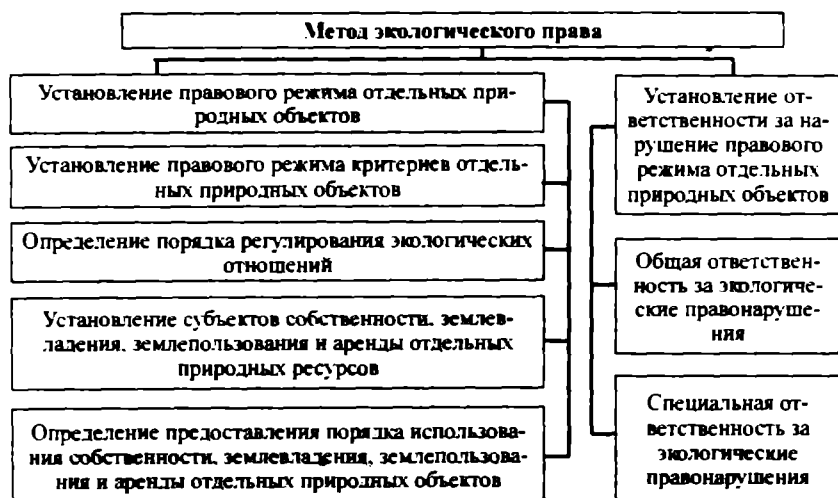 Метод экологического права
Установление правового режима отдельных при-
родных объектов
Установление правового режима критериев отдель-
ных природных объектов
Определение порядка регулирования экологических
отношений
Установление субъектов собственности, землев-
ладения, землепользования и аренды отдельных
природных ресурсов
Определение предоставления порядка использова-
ния собственности, землевладения, землепользова-
ния и аренды отдельных природных объектов
Установление от-
ветственности за на-
рушение правового
режима отдельных
природных объектов
Общая ответствен-
ность за экологиче-
ские правонаруше-
ния
Специальная от-
ветственность за
экологические
правонарушения